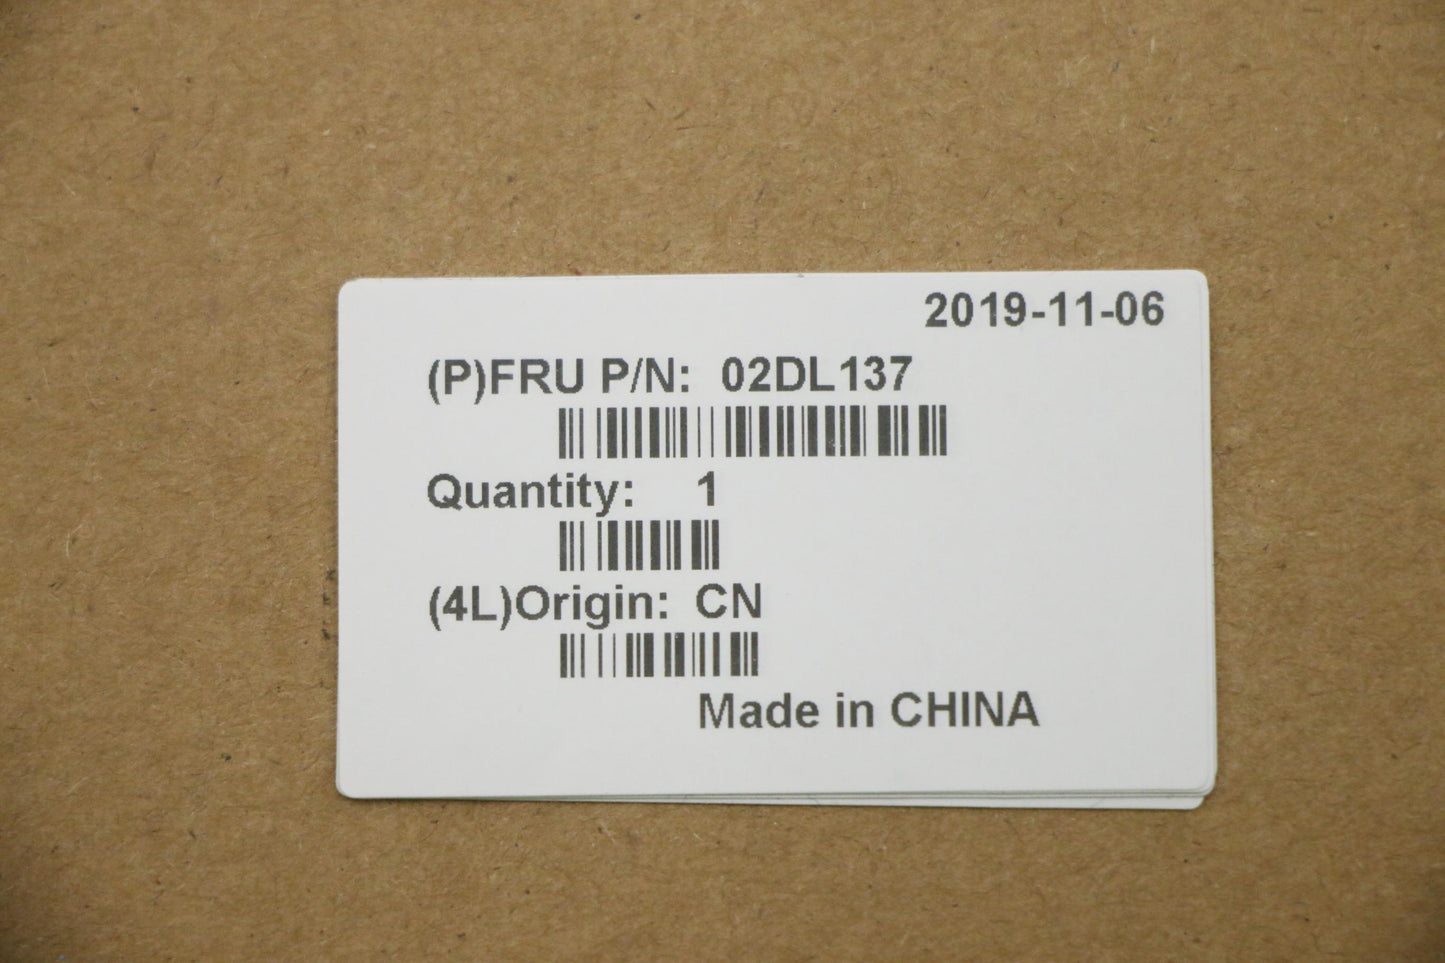 2019-11-06
(P)FRU P/N: 02DL137
Quantity: 1
(4L)Origin: CN
Made in CHINA